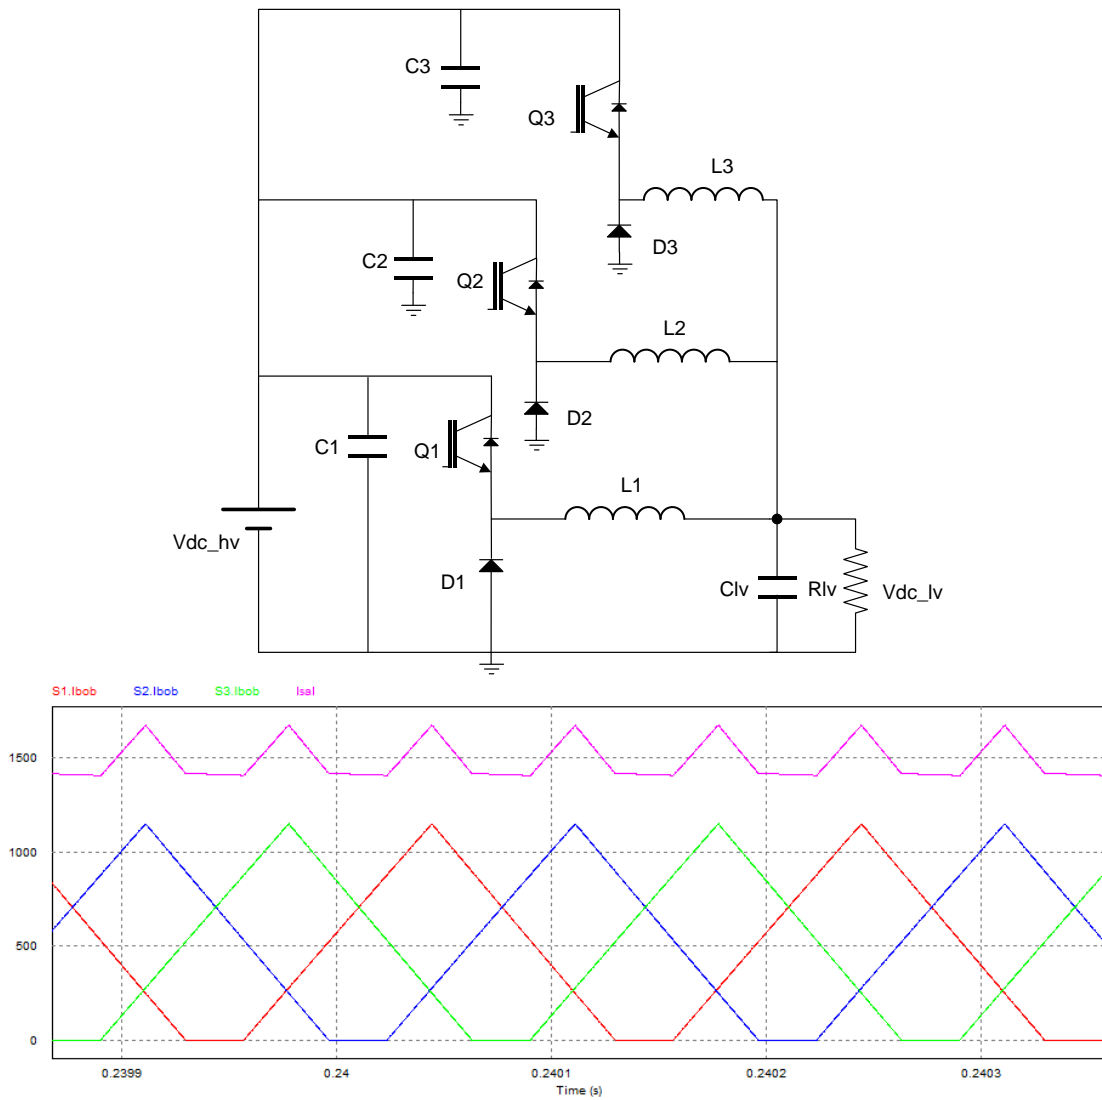 C3
Q3
L3
D3
C2
Q2
L2
D2
C1
Q1
L1
Vdc_hv
D1
Clv Rlv Vdc_lv
S1.Ibob S2.Ibob S3.Ibob Isal
1500
1000
500
0
0.2399 0.24 0.2401 0.2402 0.2403
Time (s)